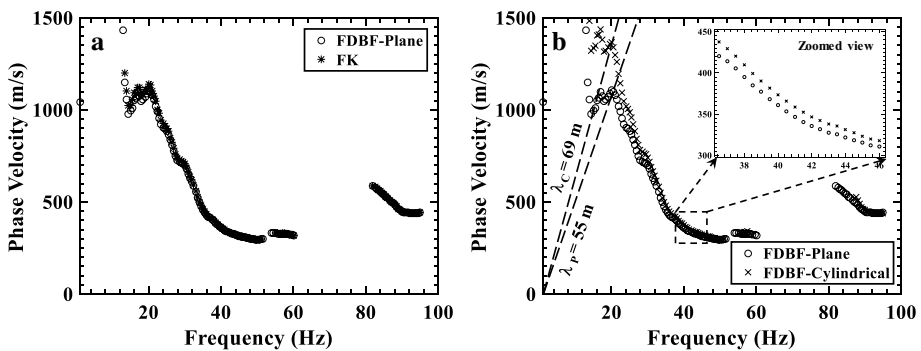 1500
1000
500
0
20
40
60
80
100
Phase Velocity (m/s)
Frequency (Hz)
a
FDBF-Plane
FK
1500
1000
500
0
20
40
60
80
100
Phase Velocity (m/s)
Frequency (Hz)
b
λC = 69 m
λP = 55 m
Zoomed view
450
400
350
300
38
40
42
44
46
FDBF-Plane
FDBF-Cylindrical